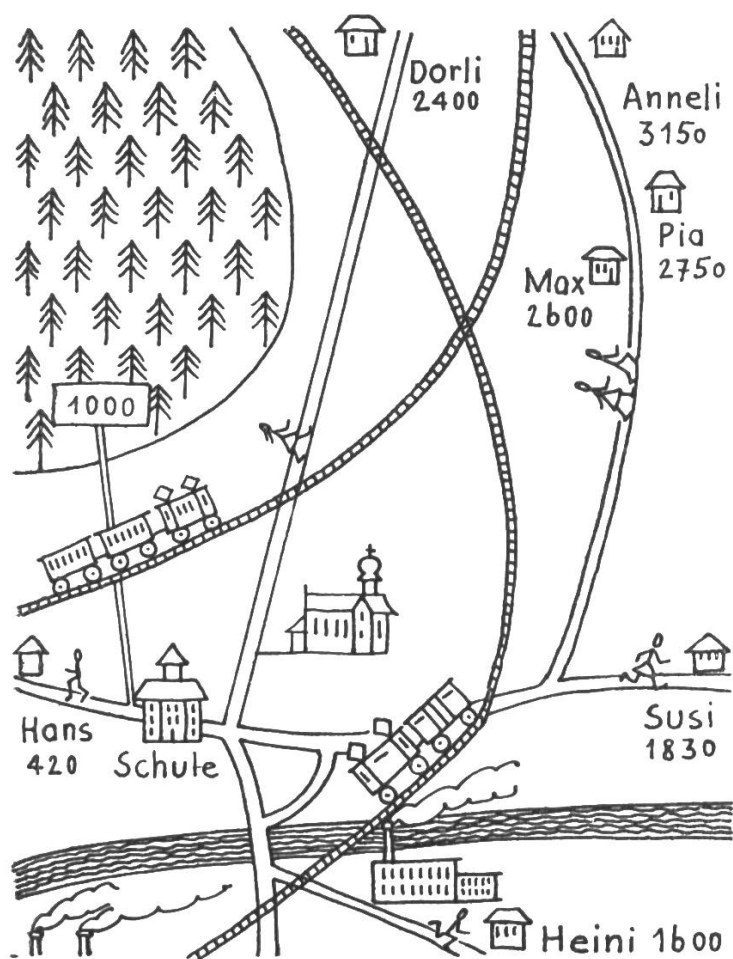 Dorli
2400
Anneli
3150
Pia
2750
Max
2600
1000
Hans
420
Schule
Susi
1830
Heini 1600